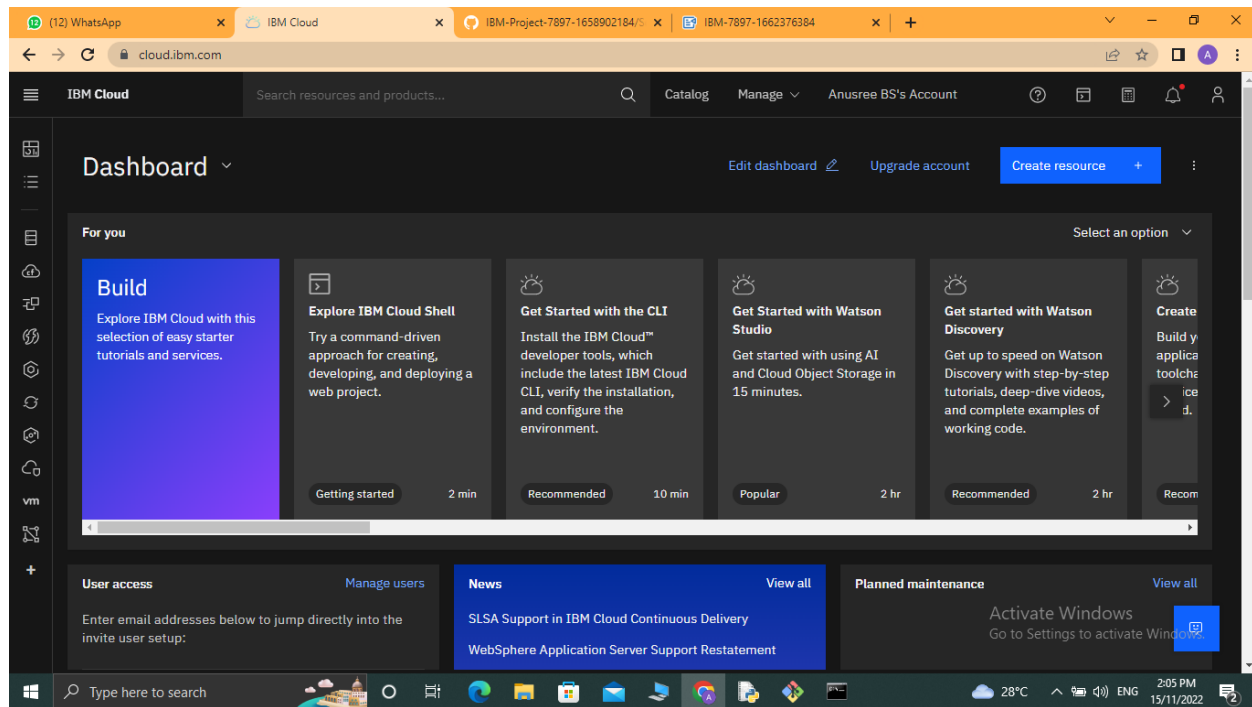 12
(12) WhatsApp
IBM Cloud
IBM-Project-7897-1658902184/S
IBM-7897-1662376384
cloud.ibm.com
A
IBM Cloud
Search resources and products...
Catalog
Manage
Anusree BS's Account
Dashboard
Edit dashboard
Upgrade account
Create resource +
For you
Select an option
Build
Explore IBM Cloud with this
selection of easy starter
tutorials and services.
Explore IBM Cloud Shell
Try a command-driven
approach for creating,
developing, and deploying a
web project.
Getting started
2 min
Get Started with the CLI
Install the IBM Cloud™
developer tools, which
include the latest IBM Cloud
CLI, verify the installation,
and configure the
environment.
Recommended
10 min
Get Started with Watson
Studio
Get started with using AI
and Cloud Object Storage in
15 minutes.
Popular
2 hr
Get started with Watson
Discovery
Get up to speed on Watson
Discovery with step-by-step
tutorials, deep-dive videos,
and complete examples of
working code.
Recommended
2 hr
Create
Build y
applica
toolcha
ice
d.
Recom
vm
User access
Manage users
Enter email addresses below to jump directly into the
invite user setup:
News
View all
SLSA Support in IBM Cloud Continuous Delivery
WebSphere Application Server Support Restatement
Planned maintenance
View all
Activate Windows
Go to Settings to activate Windows.
Type here to search
28°C
ENG
2:05 PM
15/11/2022
2